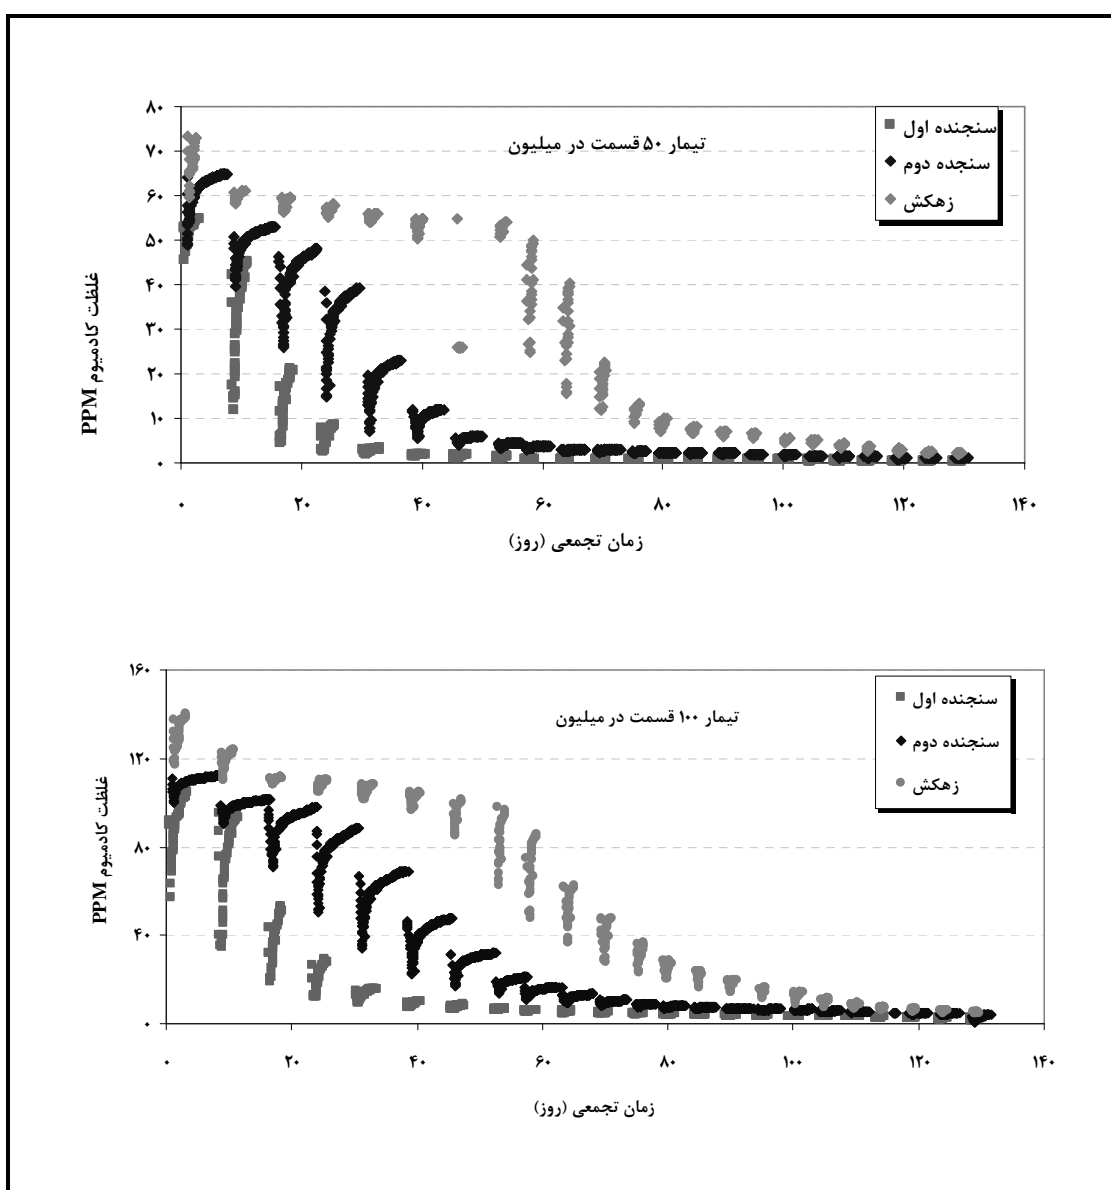 تیمار ۵۰ قسمت در میلیون
سنجنده اول
سنجده دوم
زهکش
غلظت کادمیوم PPM
۸۰
۷۰
۶۰
۵۰
۴۰
۳۰
۲۰
۱۰
۰
۰ ۲۰ ۴۰ ۶۰ ۸۰ ۱۰۰ ۱۲۰ ۱۴۰
زمان تجمعی (روز)
تیمار ۱۰۰ قسمت در میلیون
سنجنده اول
سنجنده دوم
زهکش
غلظت کادمیوم PPM
۱۶۰
۱۲۰
۸۰
۴۰
۰
۰ ۲۰ ۴۰ ۶۰ ۸۰ ۱۰۰ ۱۲۰ ۱۴۰
زمان تجمعی (روز)